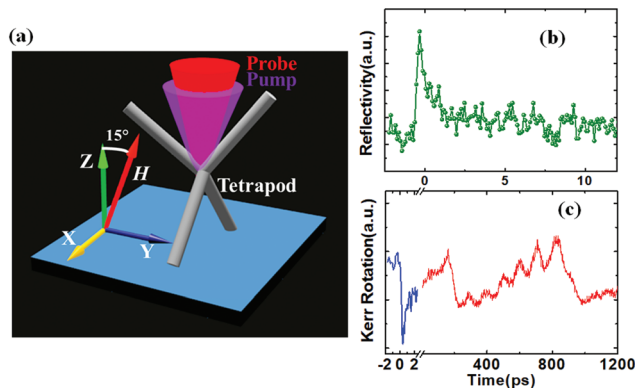 (a)
Probe
Pump
15°
Z
H
Tetrapod
X
Y
Reflectivity(a.u.)
(b)
0 5 10
Kerr Rotation(a.u.)
(c)
-2 0 2 400 800 1200
Time(ps)